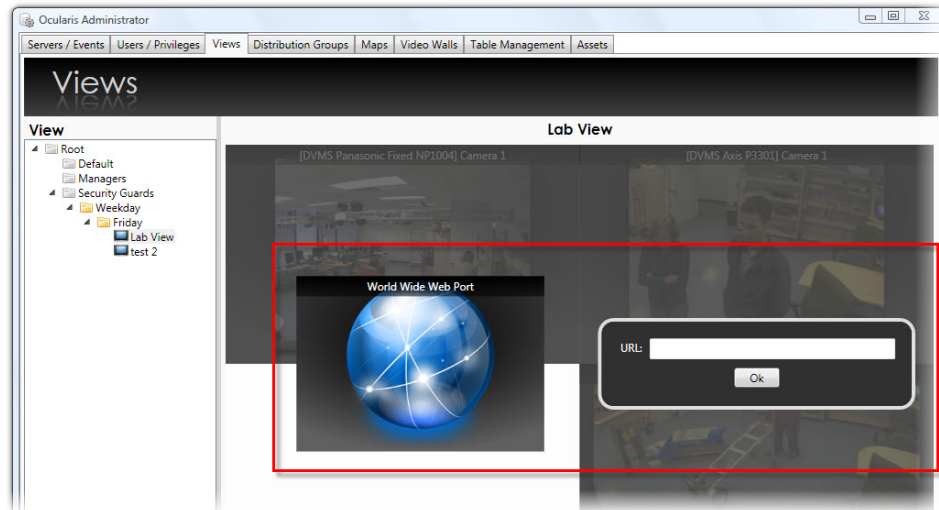 Ocularis Administrator
Servers / Events Users / Privileges Views Distribution Groups Maps Video Walls Table Management Assets
Views
View
Lab View
Root
Default
Managers
Security Guards
Weekday
Friday
Lab View
test 2
[DVMS Panasonic Fixed NP1004] Camera 1
[DVMS Axis P3301] Camera 1
World Wide Web Port
URL:
Ok